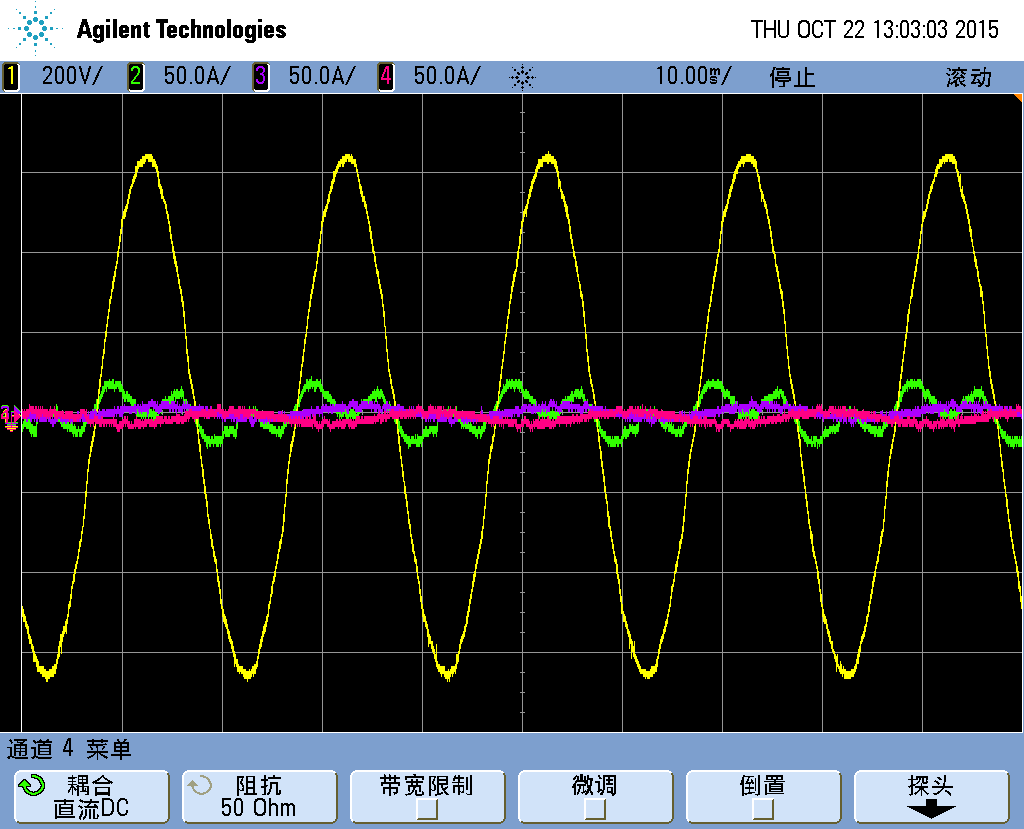 Agilent Technologies THU OCT 22 13:03:03 2015
1 200V/ 2 50.0A/ 3 50.0A/ 4 50.0A/ 10.00ms/ 停止 滚动
通道 4 菜单
耦合 阻抗 带宽限制 微调 倒置 探头
直流DC 50 Ohm